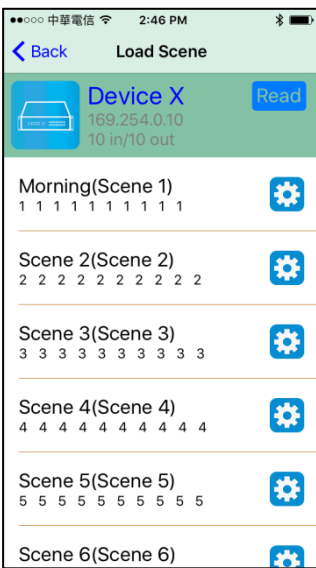 中華電信 2:46 PM
Back Load Scene
Device X Read
169.254.0.10
10 in/10 out
Morning(Scene 1)
1 1 1 1 1 1 1 1 1 1
Scene 2(Scene 2)
2 2 2 2 2 2 2 2 2 2
Scene 3(Scene 3)
3 3 3 3 3 3 3 3 3 3
Scene 4(Scene 4)
4 4 4 4 4 4 4 4 4 4
Scene 5(Scene 5)
5 5 5 5 5 5 5 5 5 5
Scene 6(Scene 6)